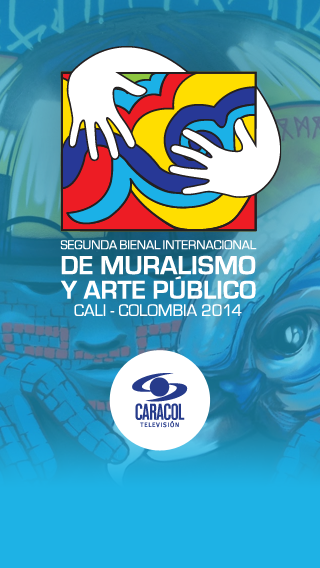 SEGUNDA BIENAL INTERNACIONAL
DE MURALISMO
Y ARTE PÚBLICO
CALI - COLOMBIA 2014
CARACOL
TELEVISIÓN